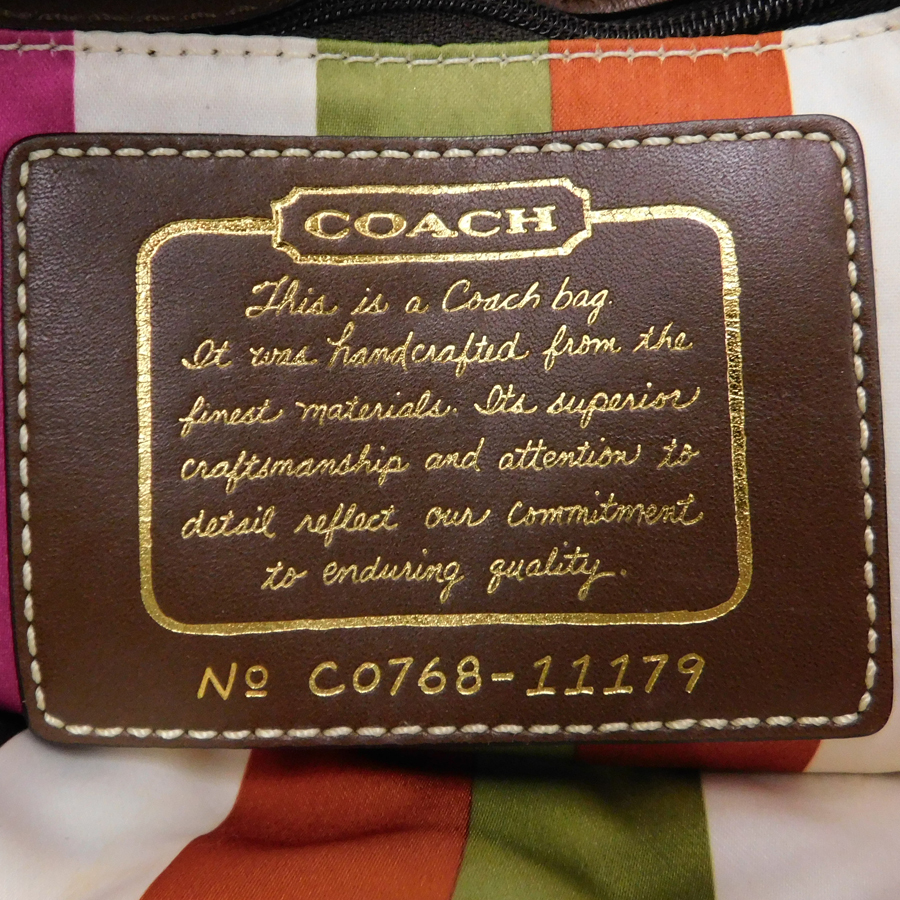 COACH
This is a Coach bag.
It was handcrafted from the
finest materials. Its superior
craftsmanship and attention to
detail reflect our commitment
to enduring quality.
Nº C0768-11179